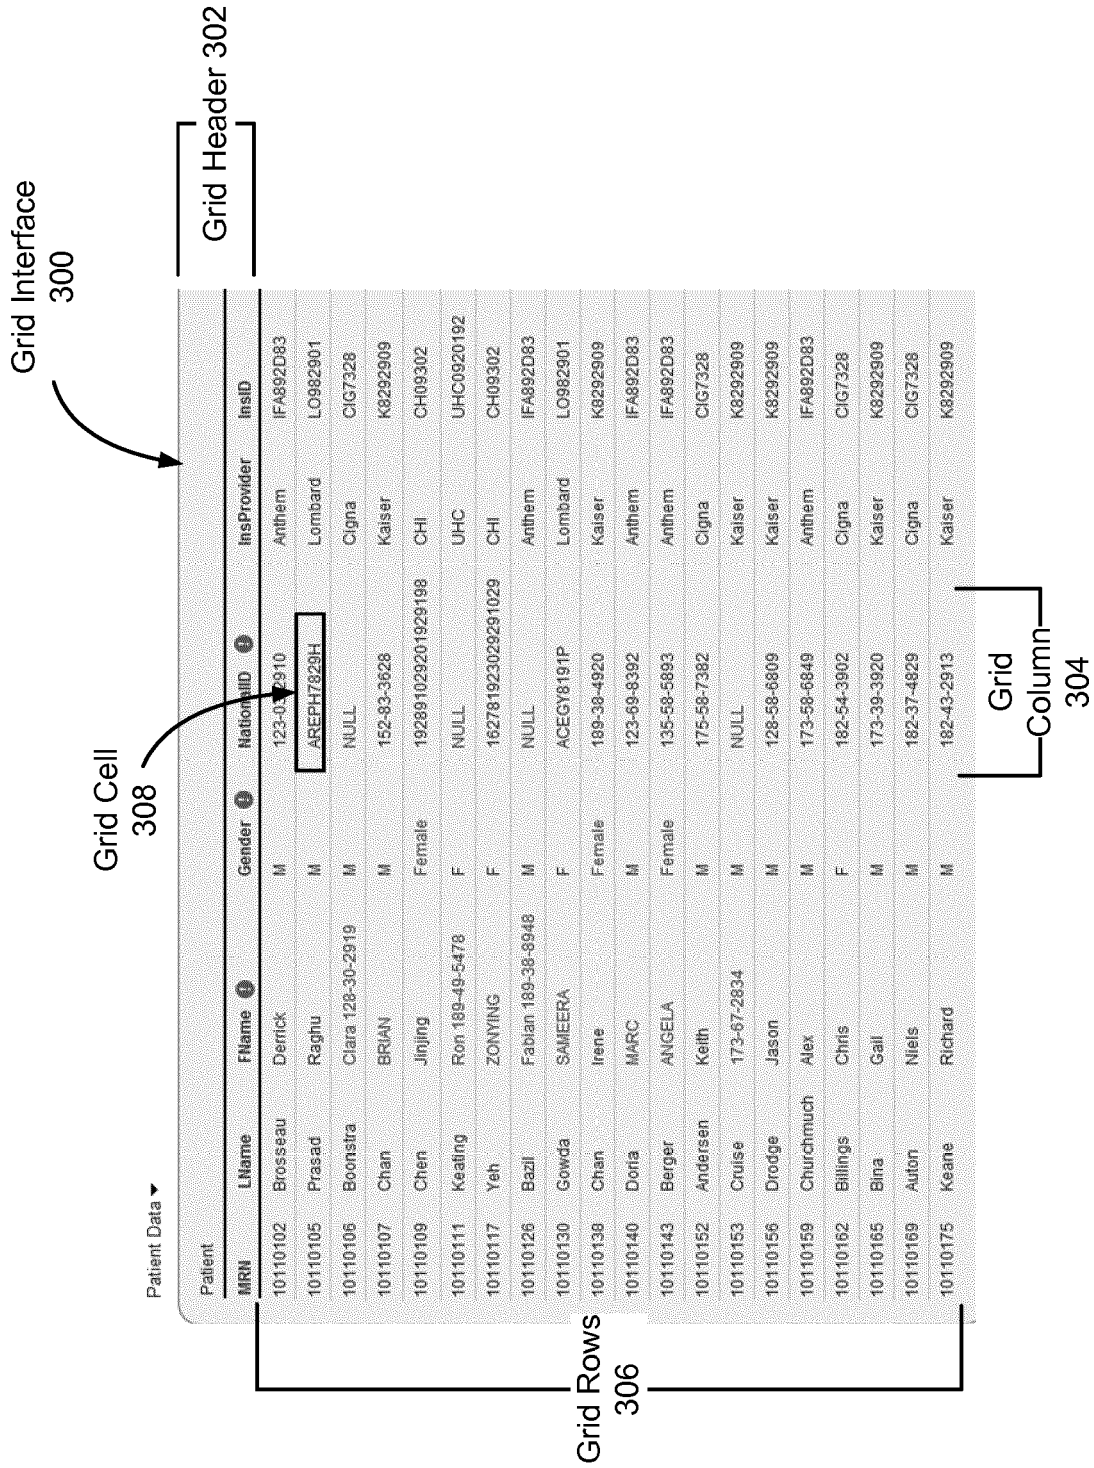 Grid Interface
300
Grid Header 302
Grid Cell
308
Patient Data ▾
Patient
MRN LName FName Gender NationalID InsProvider InsID
10110102 Brosseau Derrick M 2910 Anthem IFA892D83
10110105 Prasad Raghu M AREPH7829H Lombard LO982901
10110106 Boonstra Clara 128-30-2919 M NULL Cigna CIG7328
10110107 Chan BRIAN M 152-83-3628 Kaiser K8292909
10110109 Chen Jinjing Female 19289102920192919198 CHI CH09302
10110111 Keating Ron 189-49-5478 F NULL UHC UHC0920192
10110117 Yeh ZONYING F 162781923029291029 CHI CH09302
10110126 Bazil Fabian 189-38-8948 M NULL Anthem IFA892D83
10110130 Gowda SAMEERA F ACEGY8191P Lombard LO982901
10110138 Chan Irene Female 189-38-4920 Kaiser K8292909
10110140 Doria MARC M 123-69-8392 Anthem IFA892D83
10110143 Berger ANGELA Female 135-58-5893 Anthem IFA892D83
10110152 Andersen Keith M 175-58-7382 Cigna CIG7328
10110153 Cruise 173-67-2834 M NULL Kaiser K8292909
10110156 Drodge Jason M 128-58-6809 Kaiser K8292909
10110159 Churchmuch Alex M 173-58-6849 Anthem IFA892D83
10110162 Billings Chris F 182-54-3902 Cigna CIG7328
10110165 Bina Gail M 173-39-3920 Kaiser K8292909
10110169 Auton Niels M 182-37-4829 Cigna CIG7328
10110175 Keane Richard M 182-43-2913 Kaiser K8292909
Grid Rows
306
Grid
Column
304